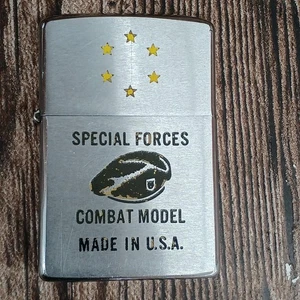 SPECIAL FORCES
COMBAT MODEL
MADE IN U.S.A.